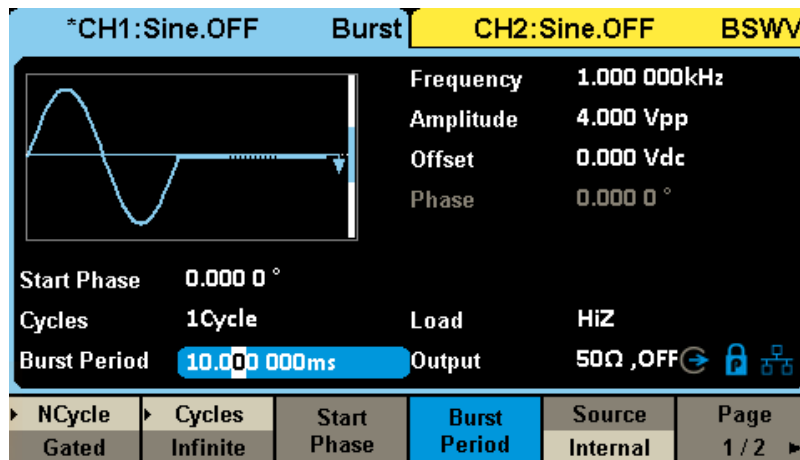 *CH1:Sine.OFF Burst CH2:Sine.OFF BSWV
Frequency 1.000 000kHz
Amplitude 4.000 Vpp
Offset 0.000 Vdc
Phase 0.000 0 °
Start Phase 0.000 0 °
Cycles 1Cycle Load HiZ
Burst Period 10.000 000ms Output 50Ω ,OFF
NCycle Cycles Start Burst Source Page
Gated Infinite Phase Period Internal 1/2